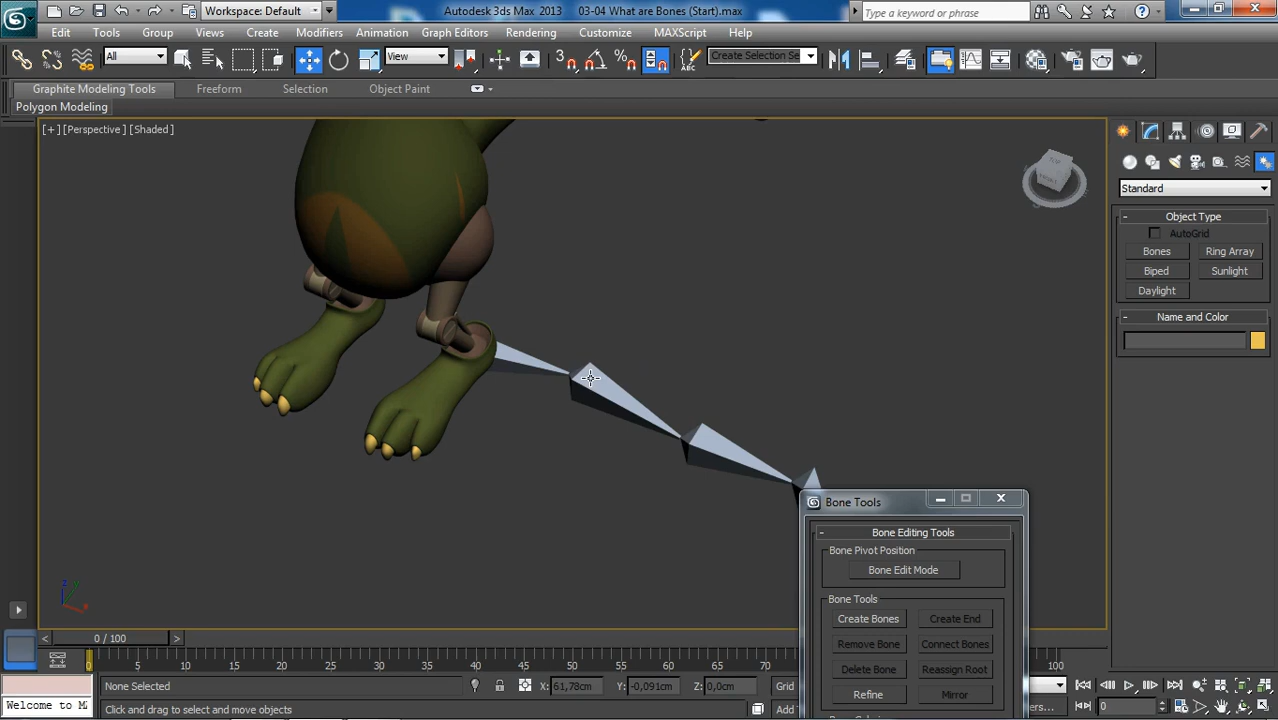 Workspace: Default
Autodesk 3ds Max 2013
03-04 What are Bones (Start).max
Type a keyword or phrase
Edit Tools Group Views Create Modifiers Animation Graph Editors Rendering Customize MAXScript Help
All
View
3
Create Selection Se
Graphite Modeling Tools Freeform Selection Object Paint
Polygon Modeling
[+] [Perspective] [Shaded]
Standard
- Object Type
AutoGrid
Bones Ring Array
Biped Sunlight
Daylight
- Name and Color
Bone Tools
- Bone Editing Tools
Bone Pivot Position
Bone Edit Mode
Bone Tools
Create Bones Create End
Remove Bone Connect Bones
Delete Bone Reassign Root
Refine Mirror
z
< 0 / 100 >
0 5 10 15 20 25 30 35 40 45 50 55 60 65 70 100
None Selected X: 61,78cm Y: -0,091cm Z: 0,0cm Grid
Welcome to M
Click and drag to select and move objects
0